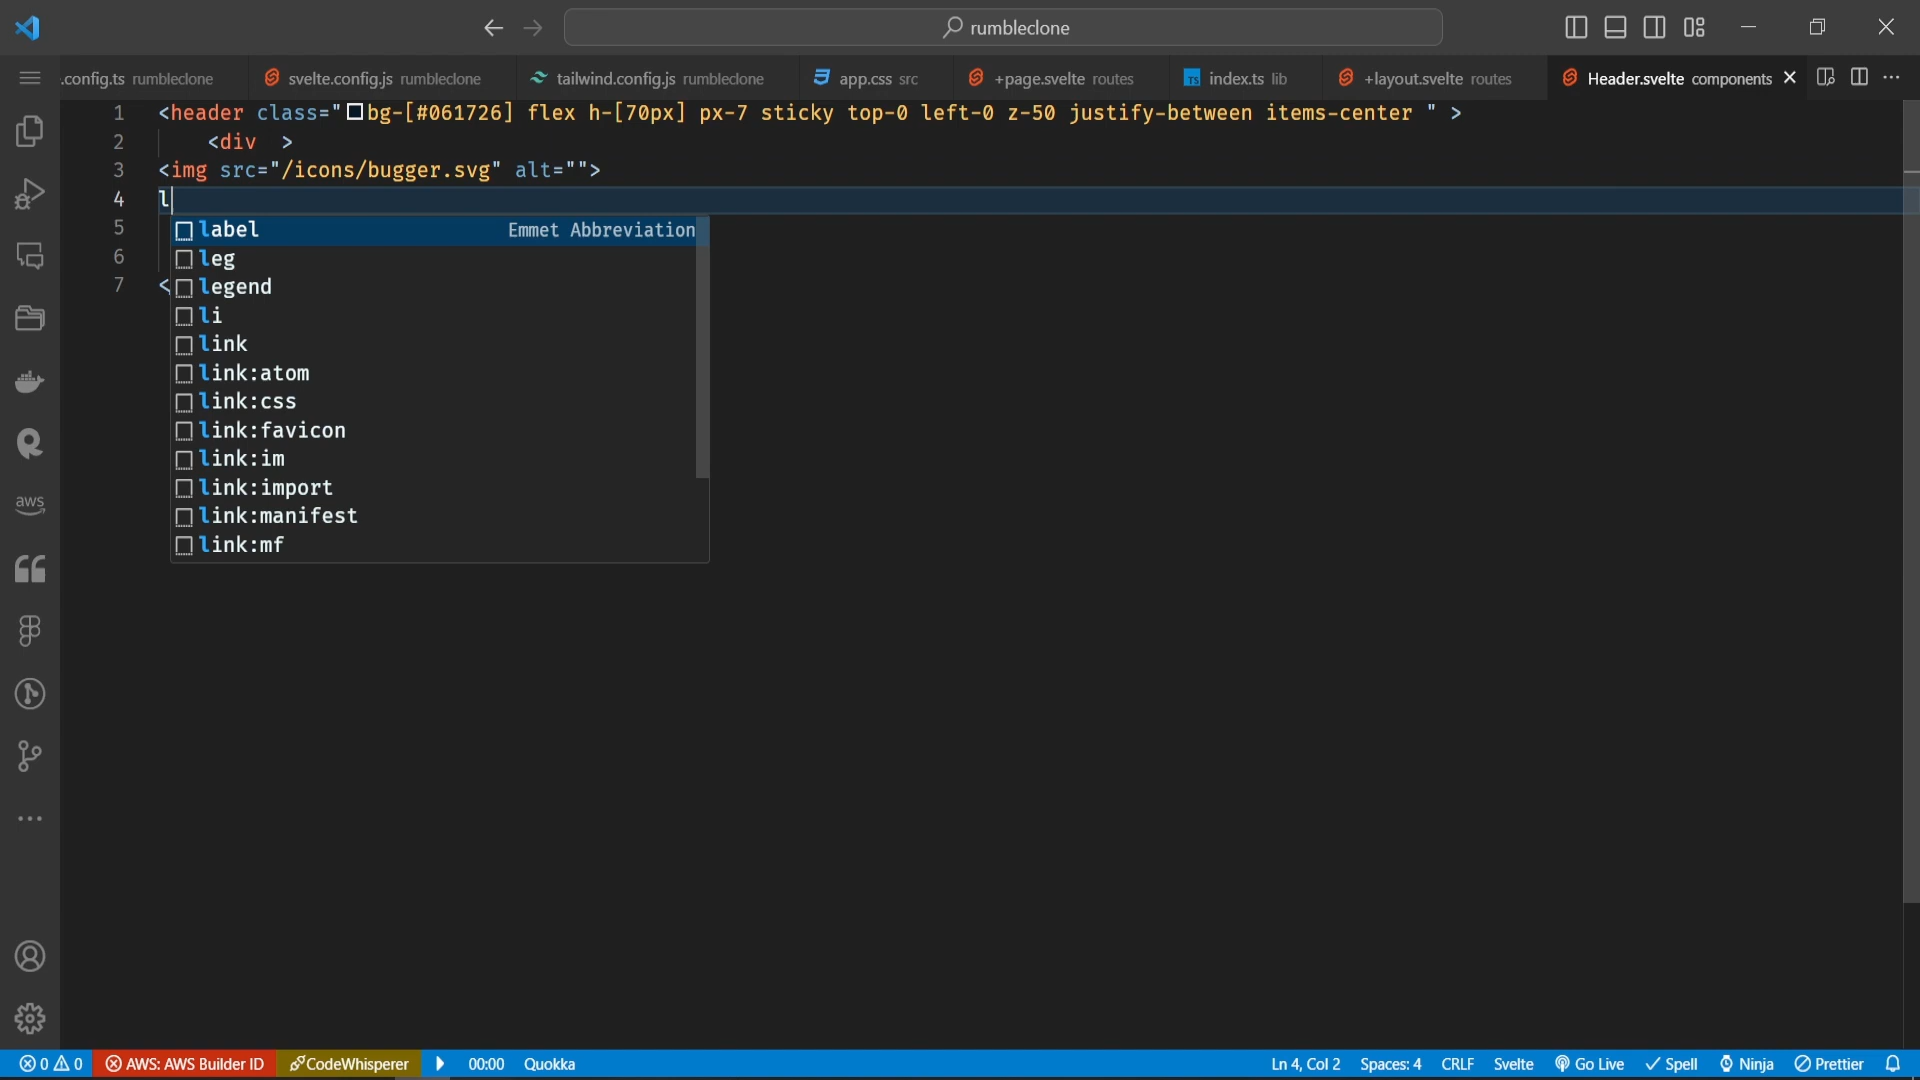 rumbleclone
.config.ts rumbleclone svelte.config.js rumbleclone tailwind.config.js rumbleclone app.css src +page.svelte routes TS index.ts lib +layout.svelte routes Header.svelte components
1 <header class="bg-[#061726] flex h-[70px] px-7 sticky top-0 left-0 z-50 justify-between items-center " >
2 <div >
3 <img src="/icons/bugger.svg" alt="">
4 l
5 label Emmet Abbreviation
6 leg
7 < legend
li
link
link:atom
link:css
link:favicon
link:im
link:import
link:manifest
link:mf
aws
0 0 AWS: AWS Builder ID CodeWhisperer 00:00 Quokka Ln 4, Col 2 Spaces: 4 CRLF Svelte Go Live Spell Ninja Prettier